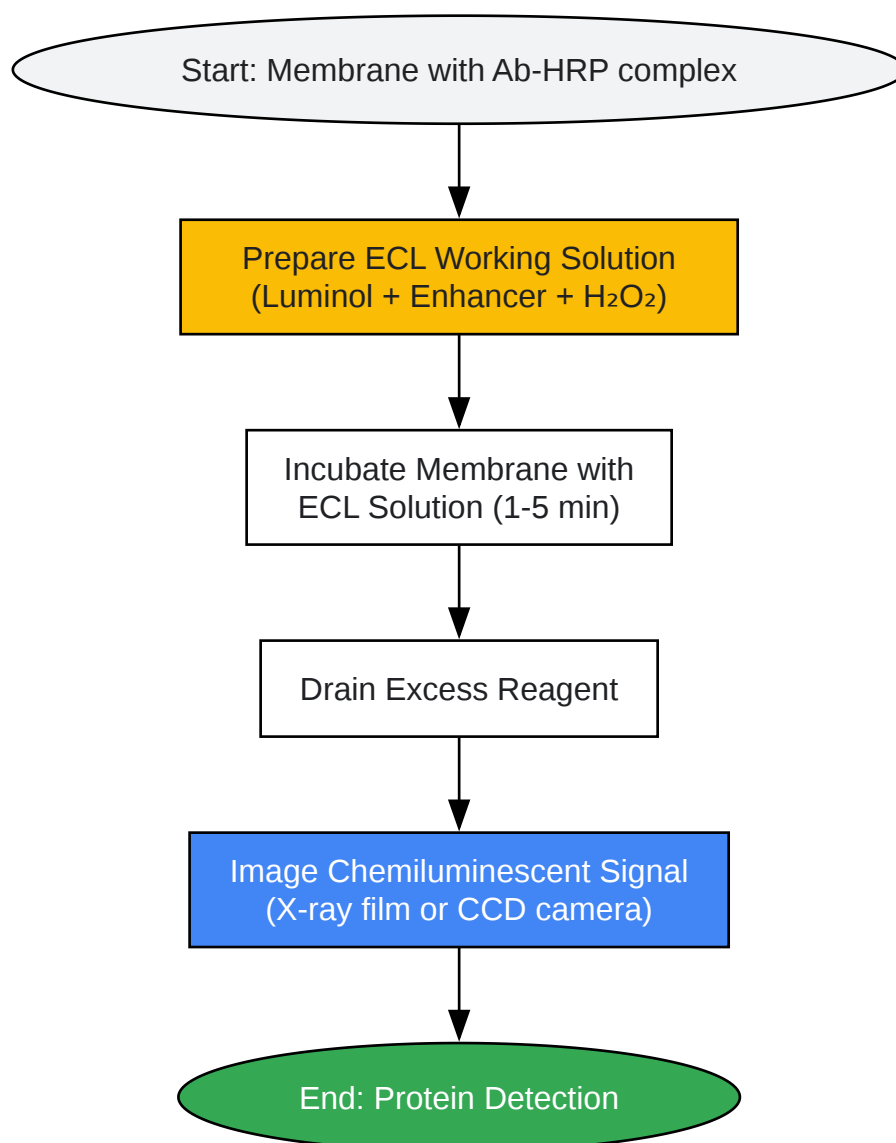 Start: Membrane with Ab-HRP complex
Prepare ECL Working Solution
(Luminol + Enhancer + H₂O₂)
Incubate Membrane with
ECL Solution (1-5 min)
Drain Excess Reagent
Image Chemiluminescent Signal
(X-ray film or CCD camera)
End: Protein Detection